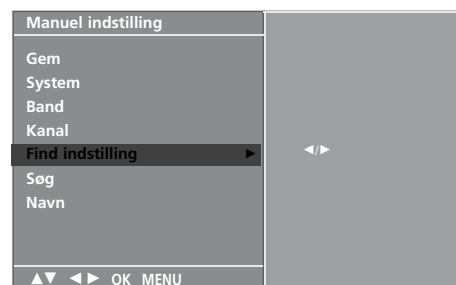 Manuel indstilling
Gem
System
Band
Kanal
Find indstilling ►
◄/►
Søg
Navn
▲▼ ◄► OK MENU